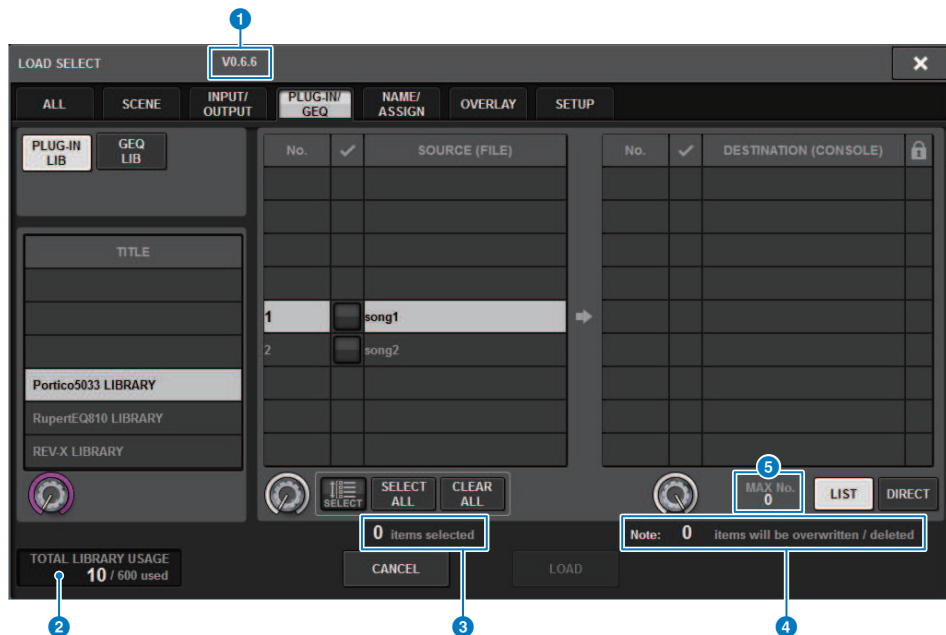 1
LOAD SELECT V0.6.6
ALL SCENE INPUT/ OUTPUT PLUG-IN/ GEQ NAME/ ASSIGN OVERLAY SETUP
PLUG-IN LIB GEQ LIB
No. SOURCE (FILE) No. DESTINATION (CONSOLE)
TITLE
1 song1
2 song2
Portico5033 LIBRARY
RupertEQ810 LIBRARY
REV-X LIBRARY
5
SELECT SELECT ALL CLEAR ALL MAX No. 0 LIST DIRECT
0 items selected Note: 0 items will be overwritten / deleted
TOTAL LIBRARY USAGE
10 / 600 used
CANCEL LOAD
2 3 4